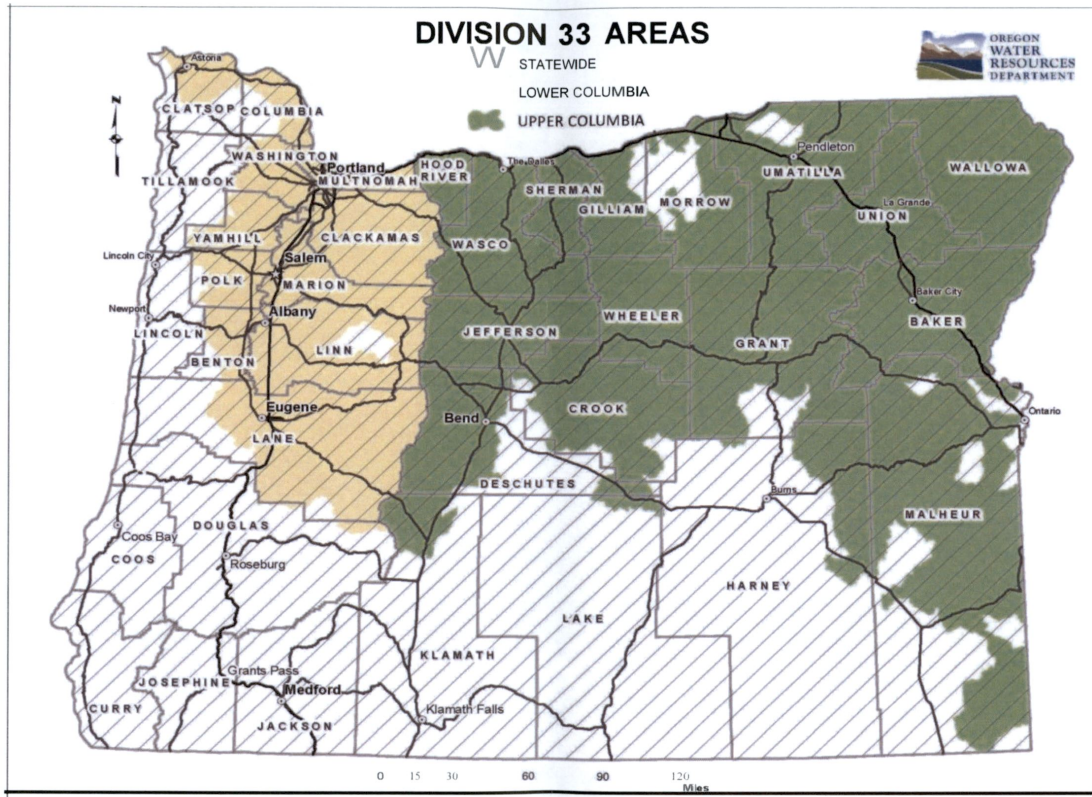 DIVISION 33 AREAS
W STATEWIDE
LOWER COLUMBIA
UPPER COLUMBIA
OREGON
WATER
RESOURCES
DEPARTMENT
N
Astoria
CLATSOP
COLUMBIA
WASHINGTON
Portland
TILLAMOOK
MULTNOMAH
HOOD
RIVER
The Dalles
SHERMAN
GILLIAM
MORROW
Pendleton
UMATILLA
WALLOWA
La Grande
UNION
YAMHILL
CLACKAMAS
WASCO
Lincoln City
Salem
POLK
MARION
Baker City
Newport
Albany
LINCOLN
LINN
JEFFERSON
WHEELER
GRANT
BAKER
BENTON
Eugene
Bend
CROOK
Ontario
LANE
DESCHUTES
Burns
DOUGLAS
MALHEUR
Coos Bay
COOS
Roseburg
HARNEY
LAKE
KLAMATH
Grants Pass
JOSEPHINE
Medford
CURRY
Klamath Falls
JACKSON
0 15 30 60 90 120
Miles